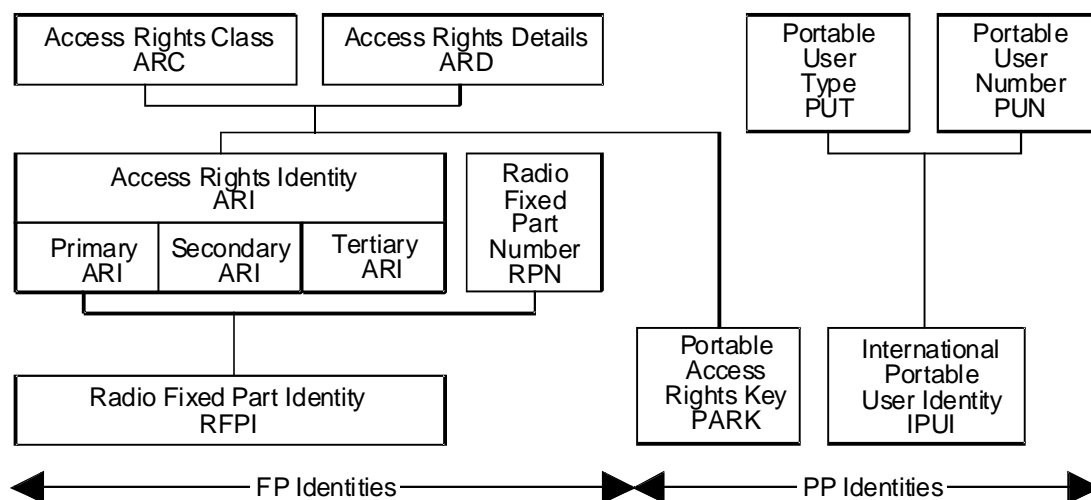 Access Rights Class
ARC
Access Rights Details
ARD
Portable
User
Type
PUT
Portable
User
Number
PUN
Access Rights Identity
ARI
Primary
ARI
Secondary
ARI
Tertiary
ARI
Radio
Fixed
Part
Number
RPN
Radio Fixed Part Identity
RFPI
Portable
Access
Rights Key
PARK
International
Portable
User Identity
IPUI
FP Identities
PP Identities